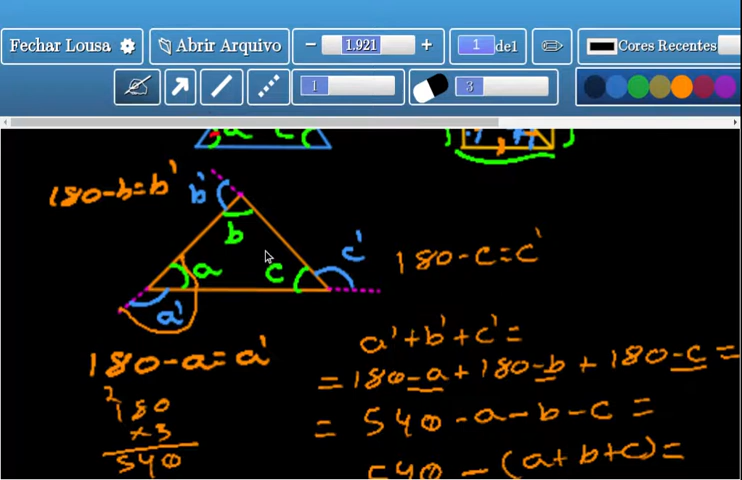 Fechar Lousa
Abrir Arquivo
− 1.921 +
1 de1
Cores Recentes
1
3
a
180-b=b'
b'
b
c'
a
c
180-c=c'
a'
a'+b'+c'=
180-a=a'
=180-a+180-b+180-c=
2
180
x3
540
= 540-a-b-c=
540-(a+b+c)=